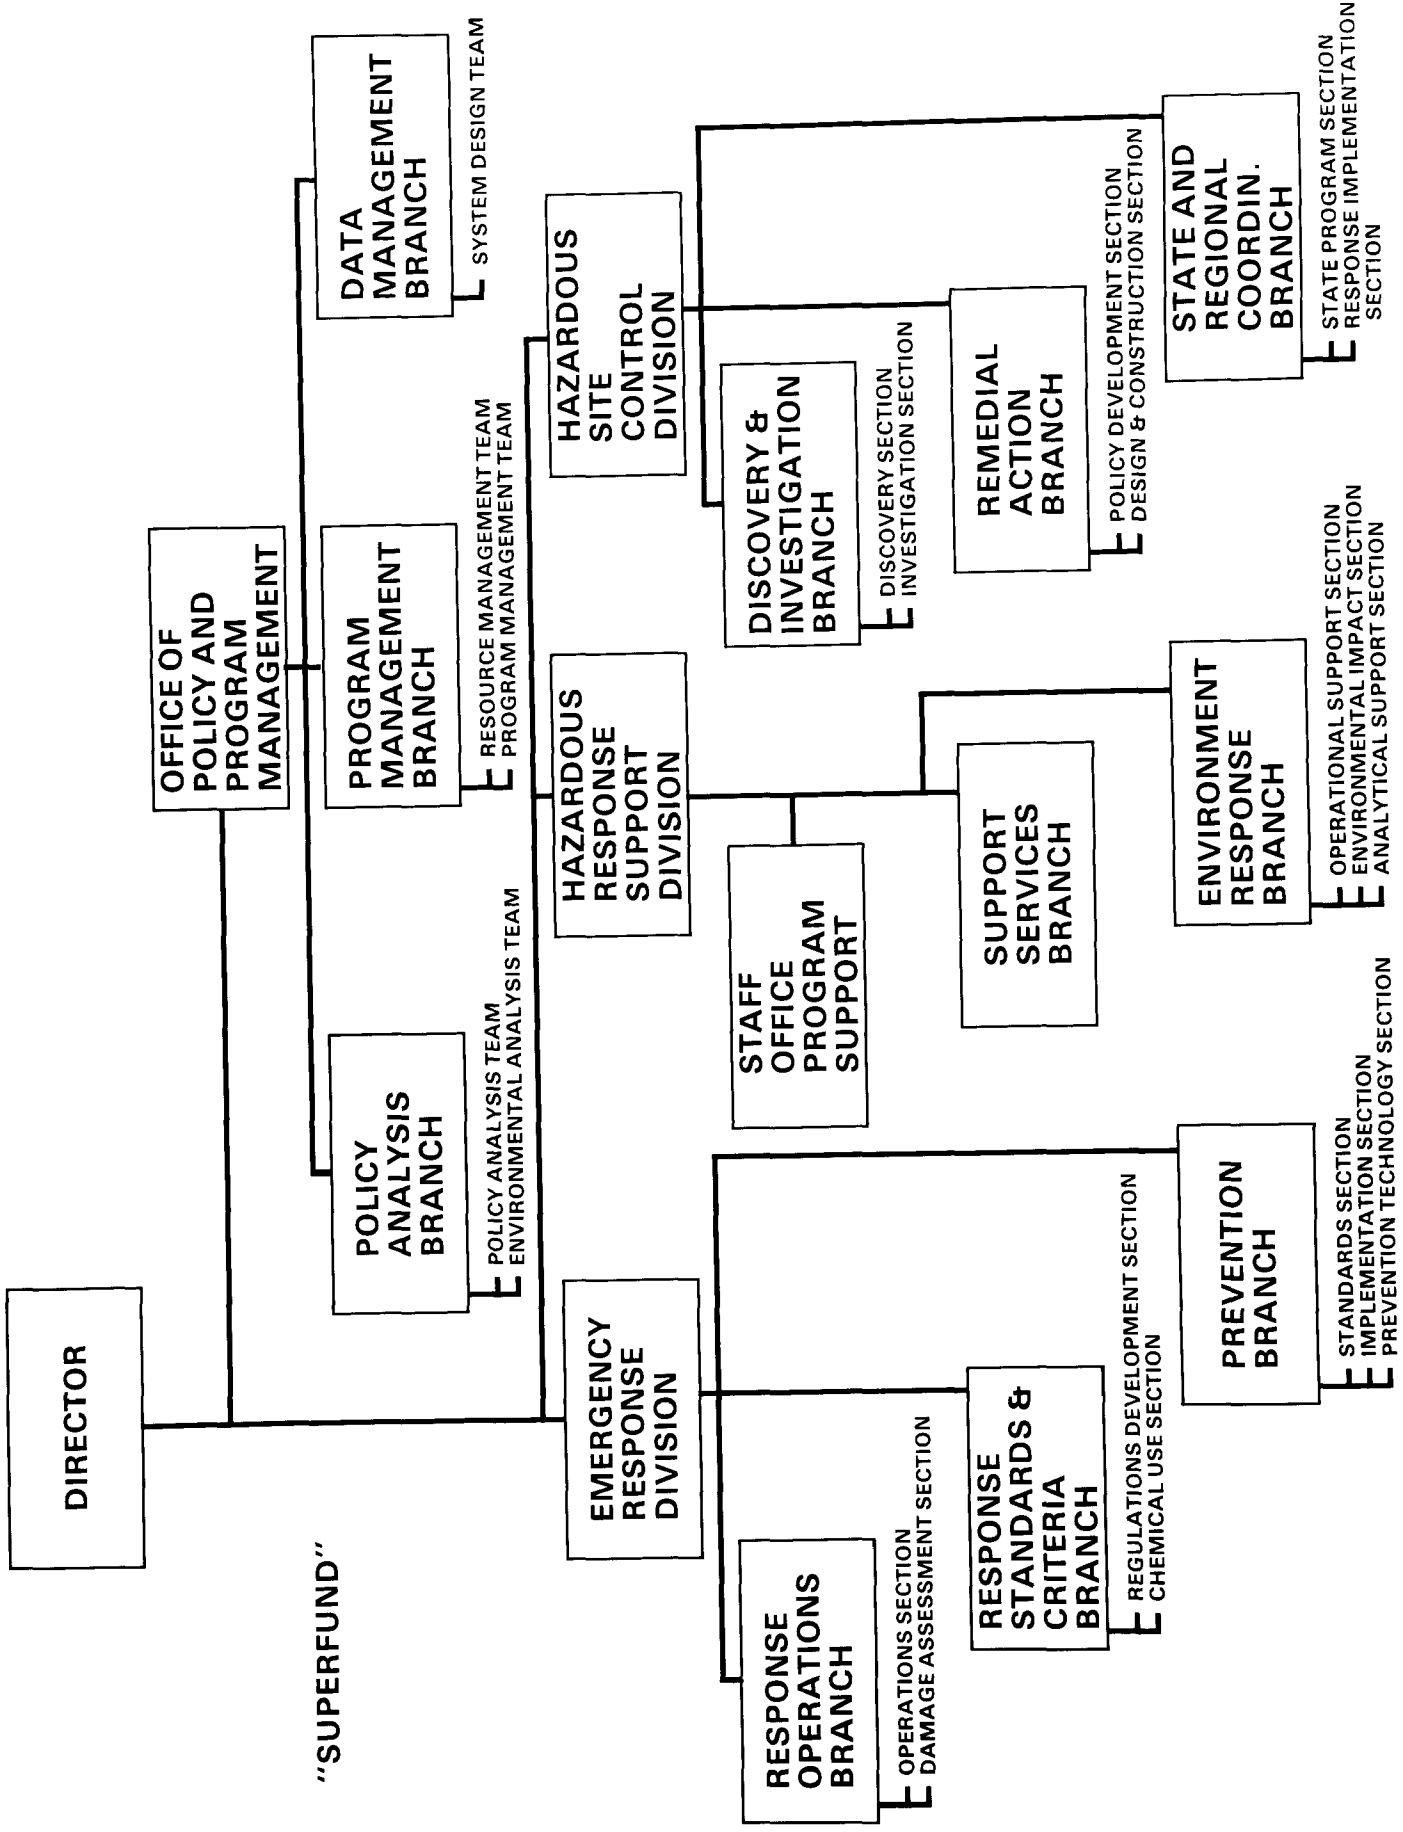 DIRECTOR
"SUPERFUND"
OFFICE OF
POLICY AND
PROGRAM
MANAGEMENT
POLICY
ANALYSIS
BRANCH
POLICY ANALYSIS TEAM
ENVIRONMENTAL ANALYSIS TEAM
PROGRAM
MANAGEMENT
BRANCH
RESOURCE MANAGEMENT TEAM
PROGRAM MANAGEMENT TEAM
DATA
MANAGEMENT
BRANCH
SYSTEM DESIGN TEAM
EMERGENCY
RESPONSE
DIVISION
RESPONSE
OPERATIONS
BRANCH
OPERATIONS SECTION
DAMAGE ASSESSMENT SECTION
RESPONSE
STANDARDS &
CRITERIA
BRANCH
REGULATIONS DEVELOPMENT SECTION
CHEMICAL USE SECTION
PREVENTION
BRANCH
STANDARDS SECTION
IMPLEMENTATION SECTION
PREVENTION TECHNOLOGY SECTION
HAZARDOUS
RESPONSE
SUPPORT
DIVISION
STAFF
OFFICE
PROGRAM
SUPPORT
SUPPORT
SERVICES
BRANCH
ENVIRONMENT
RESPONSE
BRANCH
OPERATIONAL SUPPORT SECTION
ENVIRONMENTAL IMPACT SECTION
ANALYTICAL SUPPORT SECTION
HAZARDOUS
SITE
CONTROL
DIVISION
DISCOVERY &
INVESTIGATION
BRANCH
DISCOVERY SECTION
INVESTIGATION SECTION
REMEDIAL
ACTION
BRANCH
POLICY DEVELOPMENT SECTION
DESIGN & CONSTRUCTION SECTION
STATE AND
REGIONAL
COORDIN.
BRANCH
STATE PROGRAM SECTION
RESPONSE IMPLEMENTATION
SECTION